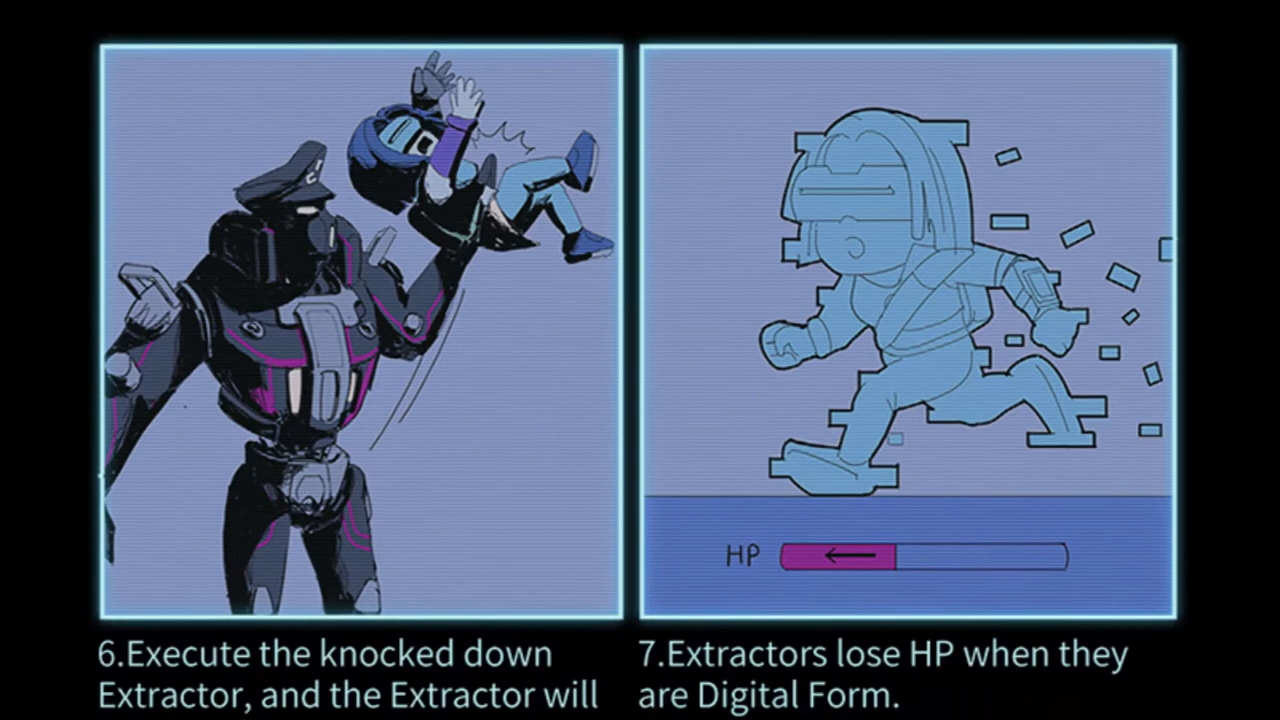 HP
6.Execute the knocked down
Extractor, and the Extractor will
7.Extractors lose HP when they
are Digital Form.